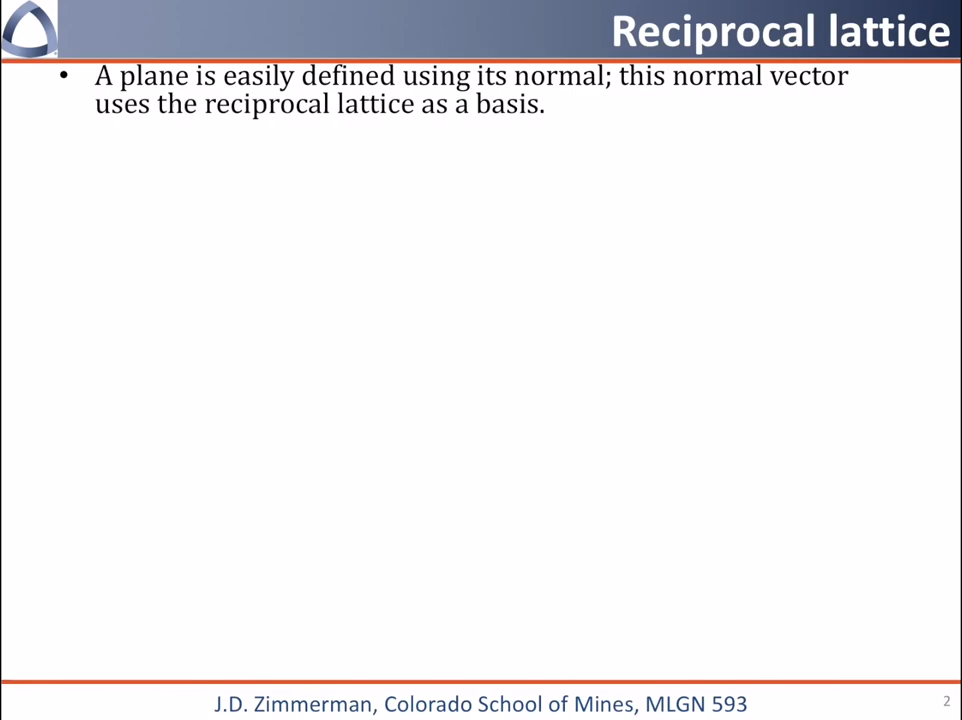 Reciprocal lattice
• A plane is easily defined using its normal; this normal vector
uses the reciprocal lattice as a basis.
J.D. Zimmerman, Colorado School of Mines, MLGN 593
2